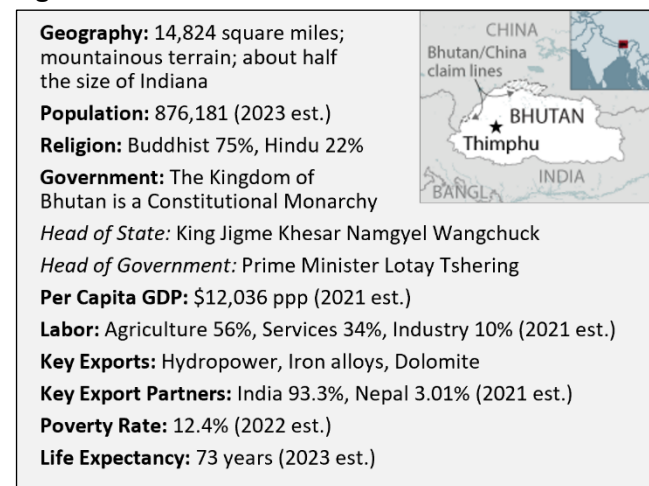 Geography: 14,824 square miles;
mountainous terrain; about half
the size of Indiana
Population: 876,181 (2023 est.)
Religion: Buddhist 75%, Hindu 22%
Government: The Kingdom of
Bhutan is a Constitutional Monarchy
Head of State: King Jigme Khesar Namgyel Wangchuck
Head of Government: Prime Minister Lotay Tshering
Per Capita GDP: $12,036 ppp (2021 est.)
Labor: Agriculture 56%, Services 34%, Industry 10% (2021 est.)
Key Exports: Hydropower, Iron alloys, Dolomite
Key Export Partners: India 93.3%, Nepal 3.01% (2021 est.)
Poverty Rate: 12.4% (2022 est.)
Life Expectancy: 73 years (2023 est.)
CHINA
Bhutan/China
claim lines
BHUTAN
Thimphu
INDIA
BANGL.